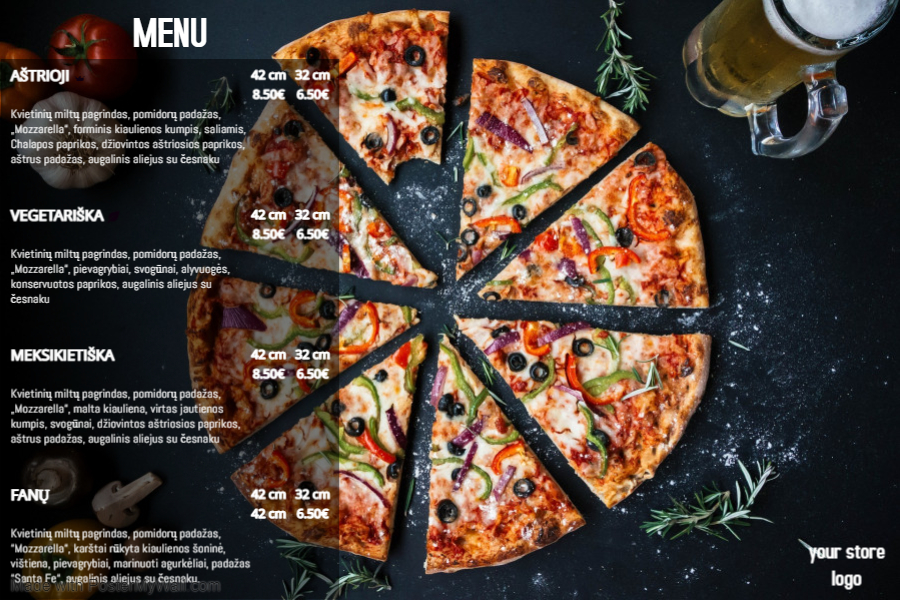 MENU
AŠTRIOJI 42 cm 32 cm
8.50€ 6.50€
Kvietinių miltų pagrindas, pomidorų padažas,
„Mozzarella“, forminis kiaulienos kumpis, saliamis,
Chalapos paprikos, džiovintos aštriosios paprikos,
aštrus padažas, augalinis aliejus su česnaku
VEGETARIŠKA 42 cm 32 cm
8.50€ 6.50€
Kvietinių miltų pagrindas, pomidorų padažas,
„Mozzarella“, pievagrybiai, svogūnai, alyvuogės,
konservuotos paprikos, augalinis aliejus su
česnaku
MEKSIKIETIŠKA 42 cm 32 cm
8.50€ 6.50€
Kvietinių miltų pagrindas, pomidorų padažas,
„Mozzarella“, malta kiauliena, virtas jautienos
kumpis, svogūnai, džiovintos aštriosios paprikos,
aštrus padažas, augalinis aliejus su česnaku
FANŲ 42 cm 32 cm
42 cm 6.50€
Kvietinių miltų pagrindas, pomidorų padažas,
“Mozzarella”, karštai rūkyta kiaulienos šoninė,
vištiena, pievagrybiai, marinuoti agurkėliai, padažas
“Santa Fe”, augalinis aliejus su česnaku.
Made with PosterMyWall.com
your store
logo